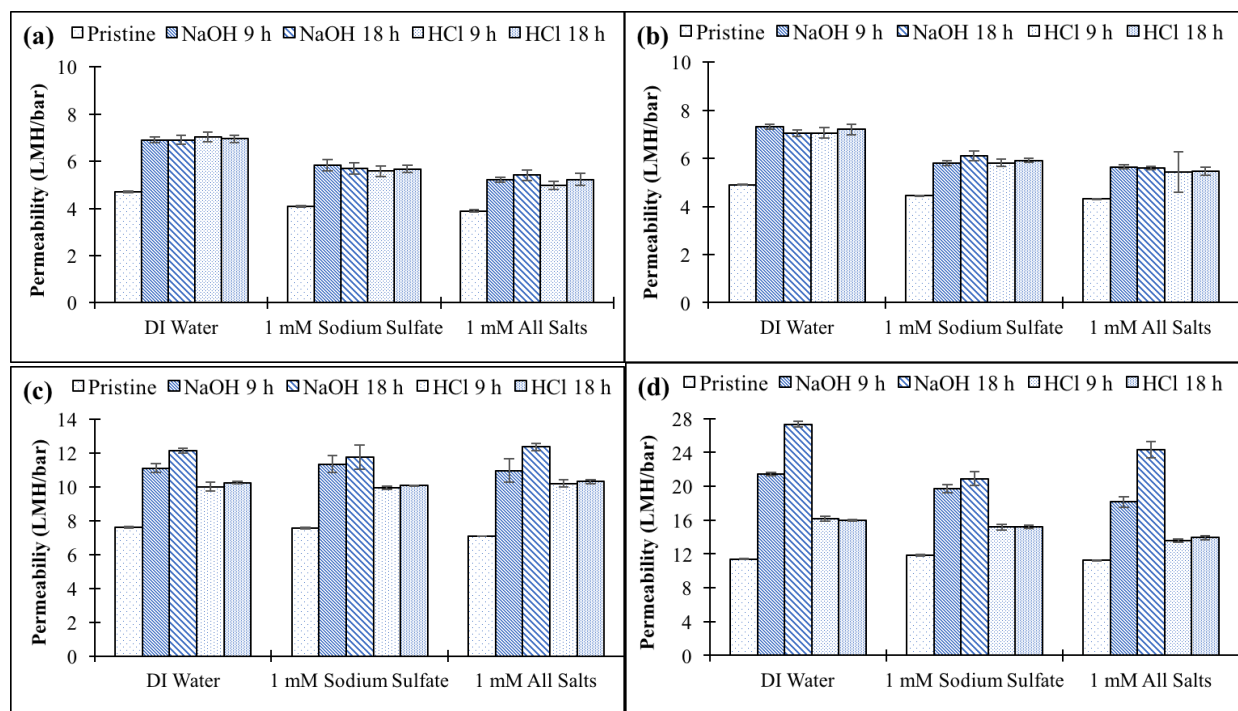 (a) Pristine NaOH 9 h NaOH 18 h HCl 9 h HCl 18 h
Permeability (LMH/bar)
10
8
6
4
2
0
DI Water 1 mM Sodium Sulfate 1 mM All Salts
(b) Pristine NaOH 9 h NaOH 18 h HCl 9 h HCl 18 h
Permeability (LMH/bar)
10
8
6
4
2
0
DI Water 1 mM Sodium Sulfate 1 mM All Salts
(c) Pristine NaOH 9 h NaOH 18 h HCl 9 h HCl 18 h
Permeability (LMH/bar)
14
12
10
8
6
4
2
0
DI Water 1 mM Sodium Sulfate 1 mM All Salts
(d) Pristine NaOH 9 h NaOH 18 h HCl 9 h HCl 18 h
Permeability (LMH/bar)
28
24
20
16
12
8
4
0
DI Water 1 mM Sodium Sulfate 1 mM All Salts